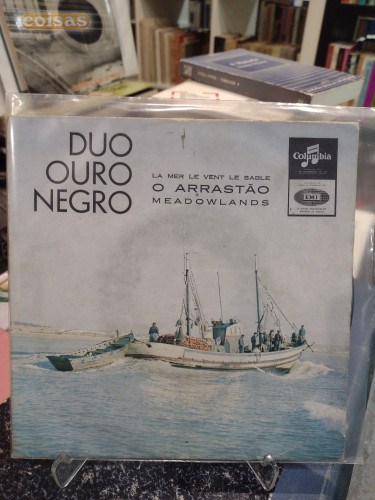 coisas
DUO
OURO
NEGRO
LA MER LE VENT LE SABLE
O ARRASTÃO
MEADOWLANDS
Columbia
EMI